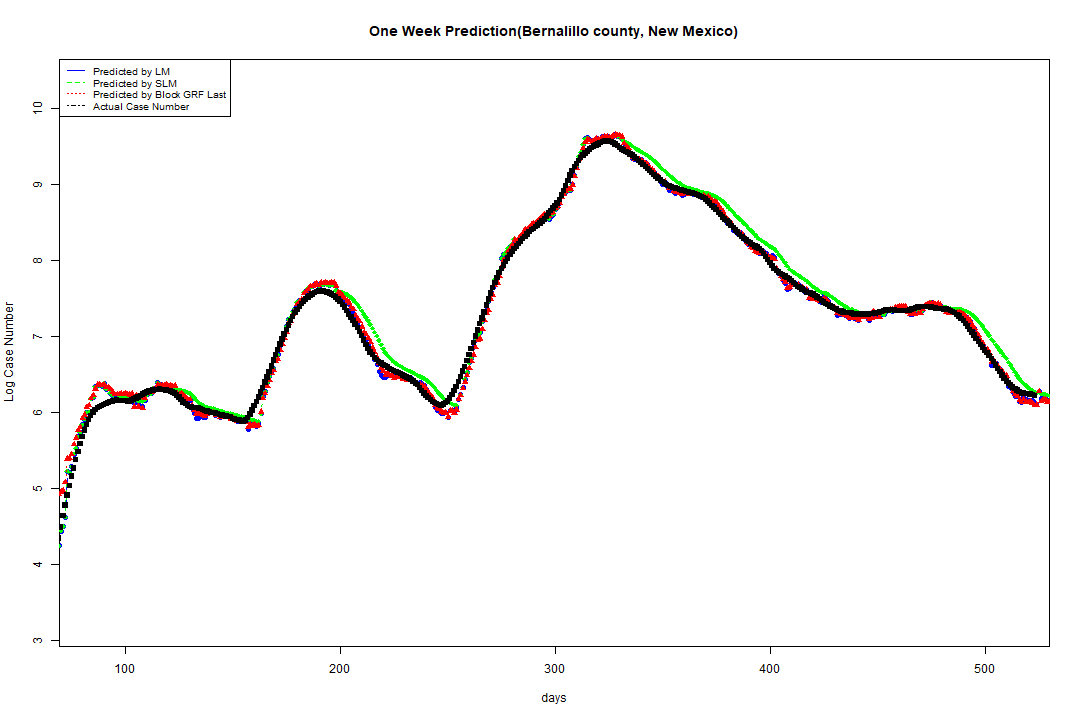 One Week Prediction(Bernalillo county, New Mexico)
Predicted by LM
Predicted by SLM
Predicted by Block GRF Last
Actual Case Number
Log Case Number
10
9
8
7
6
5
4
3
100 200 300 400 500
days